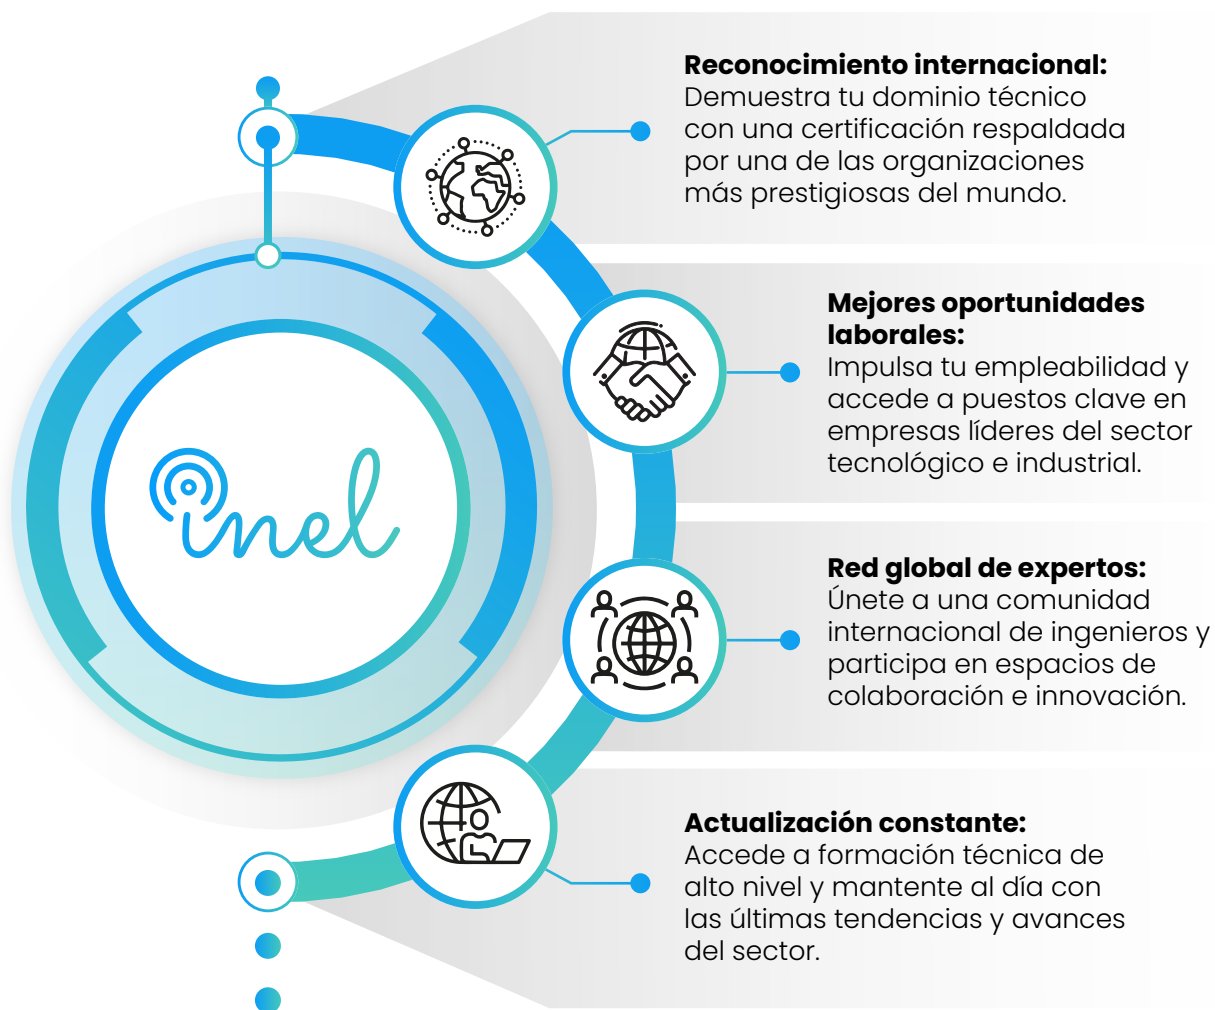 Reconocimiento internacional:
Demuestra tu dominio técnico
con una certificación respaldada
por una de las organizaciones
más prestigiosas del mundo.
Mejores oportunidades
laborales:
Impulsa tu empleabilidad y
accede a puestos clave en
empresas líderes del sector
tecnológico e industrial.
inel
Red global de expertos:
Únete a una comunidad
internacional de ingenieros y
participa en espacios de
colaboración e innovación.
Actualización constante:
Accede a formación técnica de
alto nivel y mantente al día con
las últimas tendencias y avances
del sector.